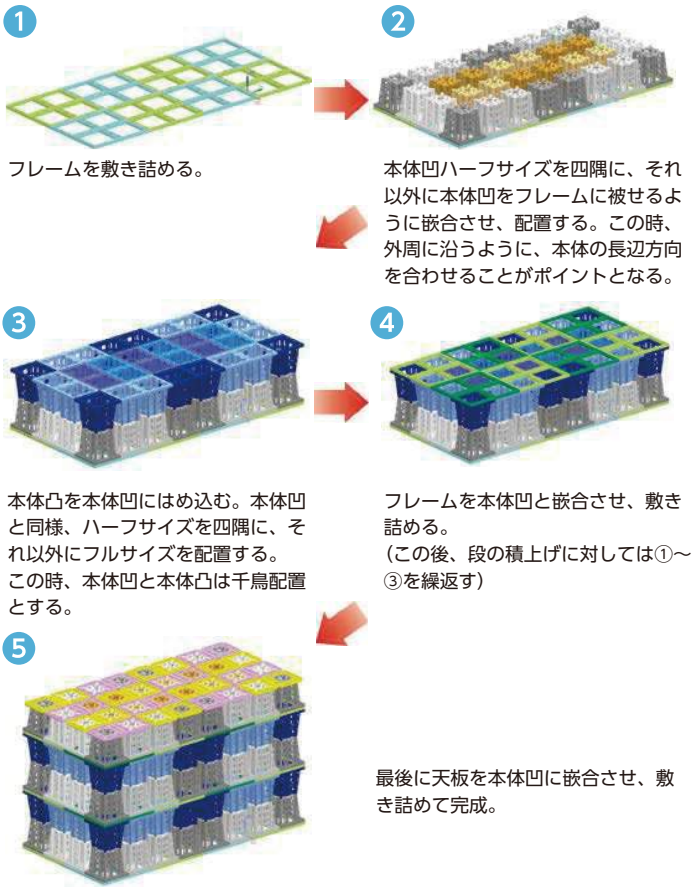 1
フレームを敷き詰める。
2
本体凹ハーフサイズを四隅に、それ
以外に本体凹をフレームに被せるよ
うに嵌合させ、配置する。この時、
外周に沿うように、本体の長辺方向
を合わせることがポイントとなる。
3
本体凸を本体凹にはめ込む。本体凹
と同様、ハーフサイズを四隅に、そ
れ以外にフルサイズを配置する。
この時、本体凹と本体凸は千鳥配置
とする。
4
フレームを本体凹と嵌合させ、敷き
詰める。
(この後、段の積上げに対しては①〜
③を繰返す)
5
最後に天板を本体凹に嵌合させ、敷
き詰めて完成。